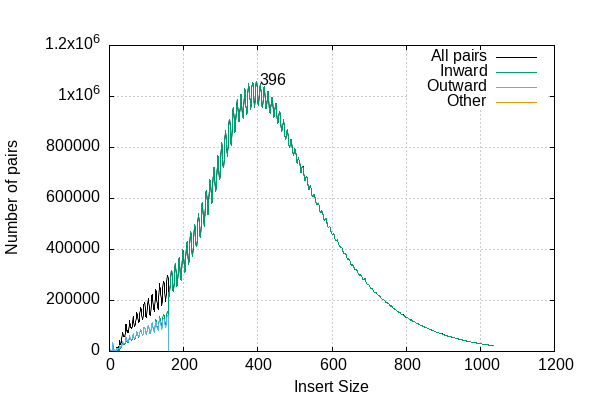 1.2x10^6
1x10^6
800000
600000
400000
200000
0
0 200 400 600 800 1000 1200
Number of pairs
Insert Size
396
All pairs
Inward
Outward
Other